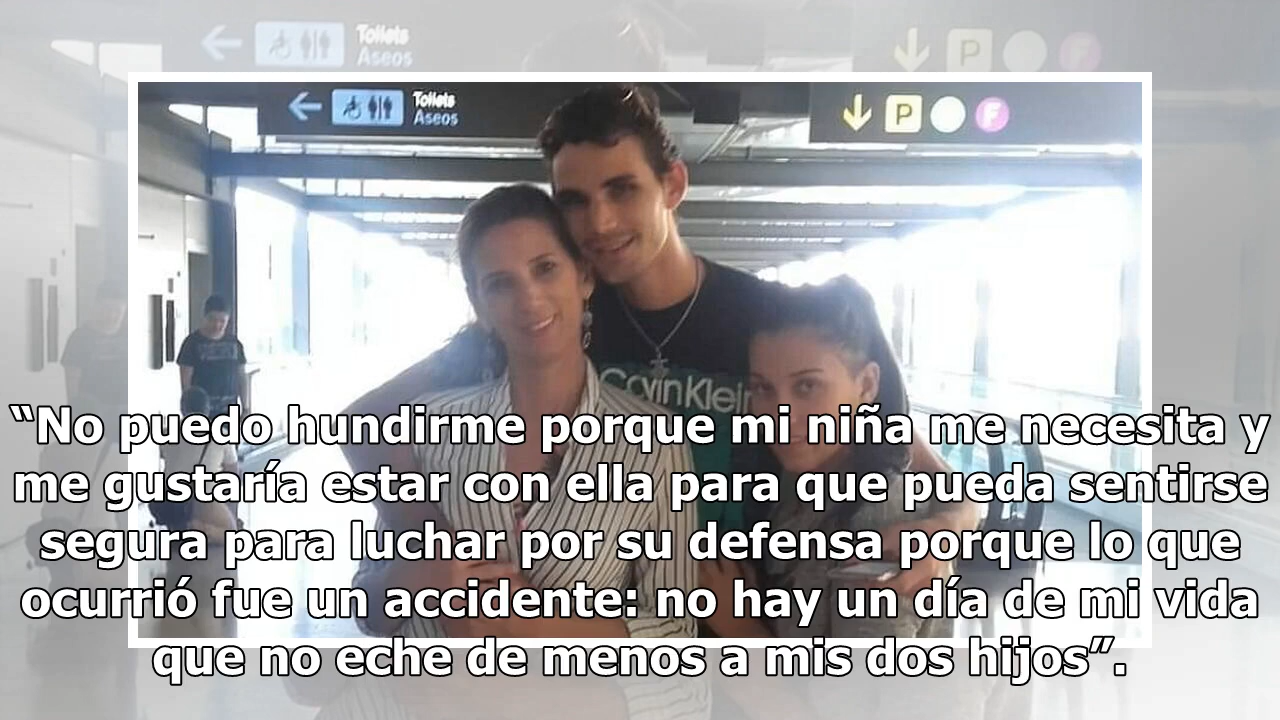 Toilets
Aseos
P
F
Toilets
Aseos
P
F
CalvinKlein
“No puedo hundirme porque mi niña me necesita y
me gustaría estar con ella para que pueda sentirse
segura para luchar por su defensa porque lo que
ocurrió fue un accidente: no hay un día de mi vida
que no eche de menos a mis dos hijos”.